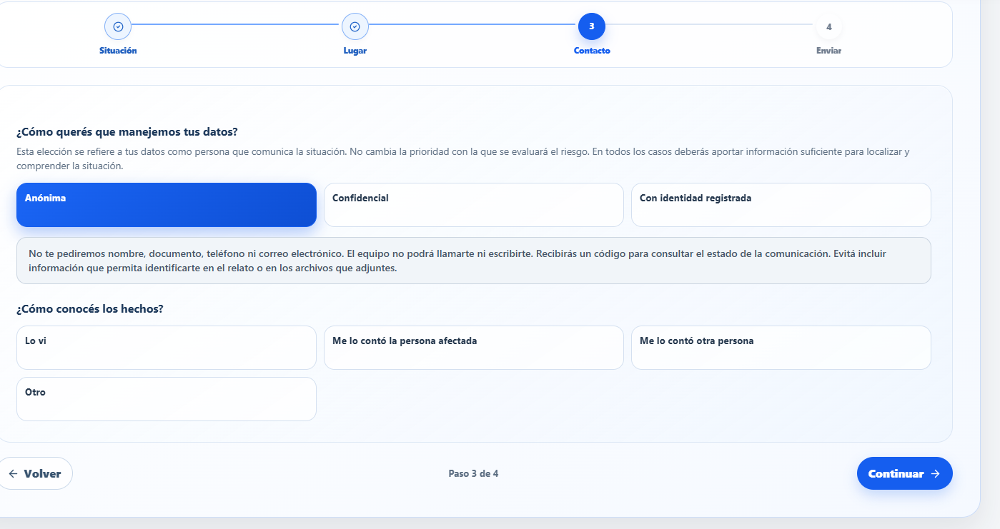 3
4
Situación
Lugar
Contacto
Enviar
¿Cómo querés que manejemos tus datos?
Esta elección se refiere a tus datos como persona que comunica la situación. No cambia la prioridad con la que se evaluará el riesgo. En todos los casos deberás aportar información suficiente para localizar y
comprender la situación.
Anónima
Confidencial
Con identidad registrada
No te pediremos nombre, documento, teléfono ni correo electrónico. El equipo no podrá llamarte ni escribirte. Recibirás un código para consultar el estado de la comunicación. Evitá incluir
información que permita identificarte en el relato o en los archivos que adjuntes.
¿Cómo conocés los hechos?
Lo vi
Me lo contó la persona afectada
Me lo contó otra persona
Otro
← Volver
Paso 3 de 4
Continuar →